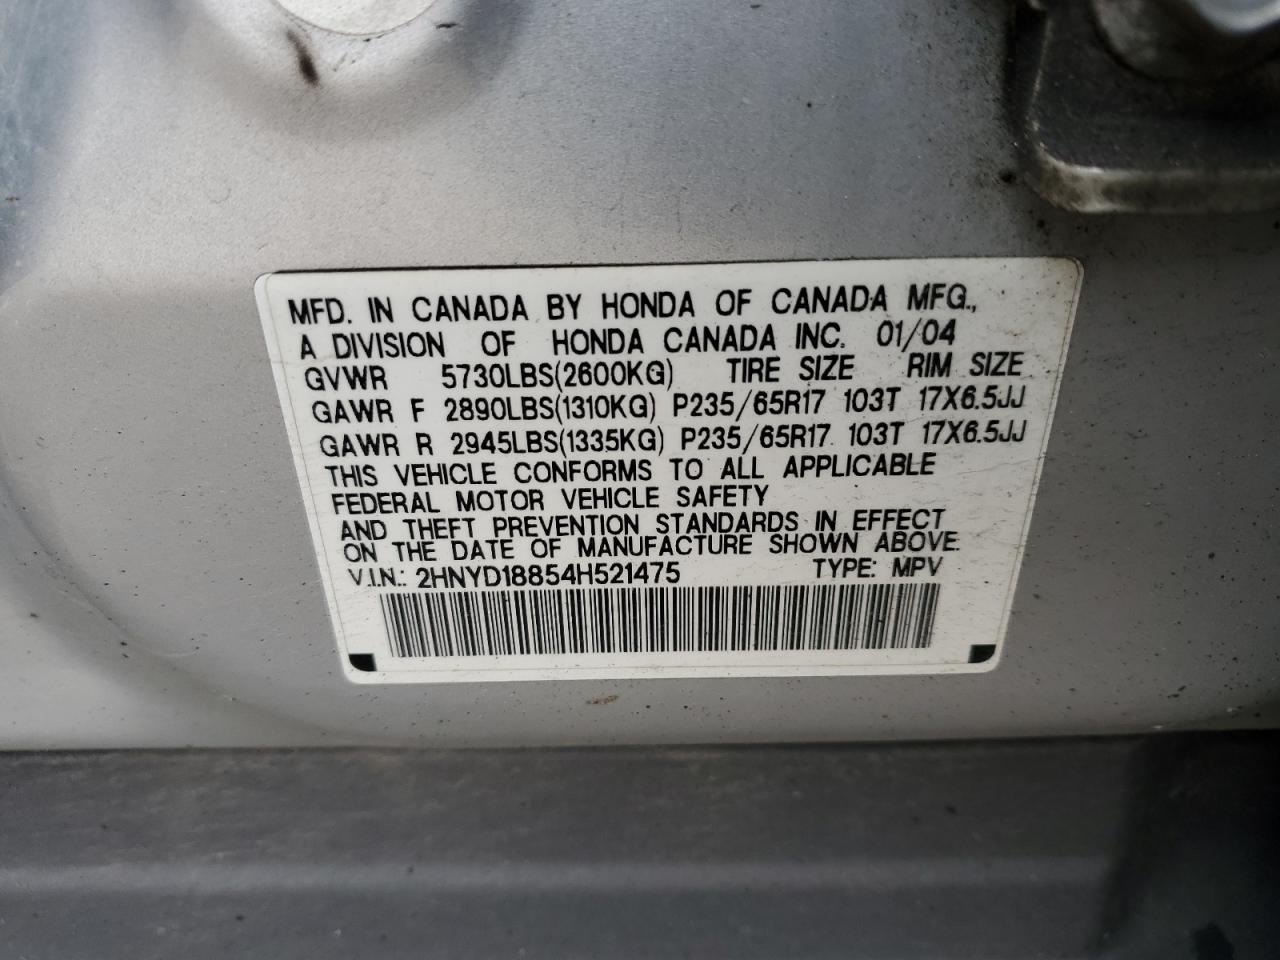 MFD. IN CANADA BY HONDA OF CANADA MFG.,
A DIVISION OF HONDA CANADA INC. 01/04
GVWR 5730LBS(2600KG) TIRE SIZE RIM SIZE
GAWR F 2890LBS(1310KG) P235/65R17 103T 17X6.5JJ
GAWR R 2945LBS(1335KG) P235/65R17 103T 17X6.5JJ
THIS VEHICLE CONFORMS TO ALL APPLICABLE
FEDERAL MOTOR VEHICLE SAFETY
AND THEFT PREVENTION STANDARDS IN EFFECT
ON THE DATE OF MANUFACTURE SHOWN ABOVE.
V.I.N.: 2HNYD18854H521475 TYPE: MPV